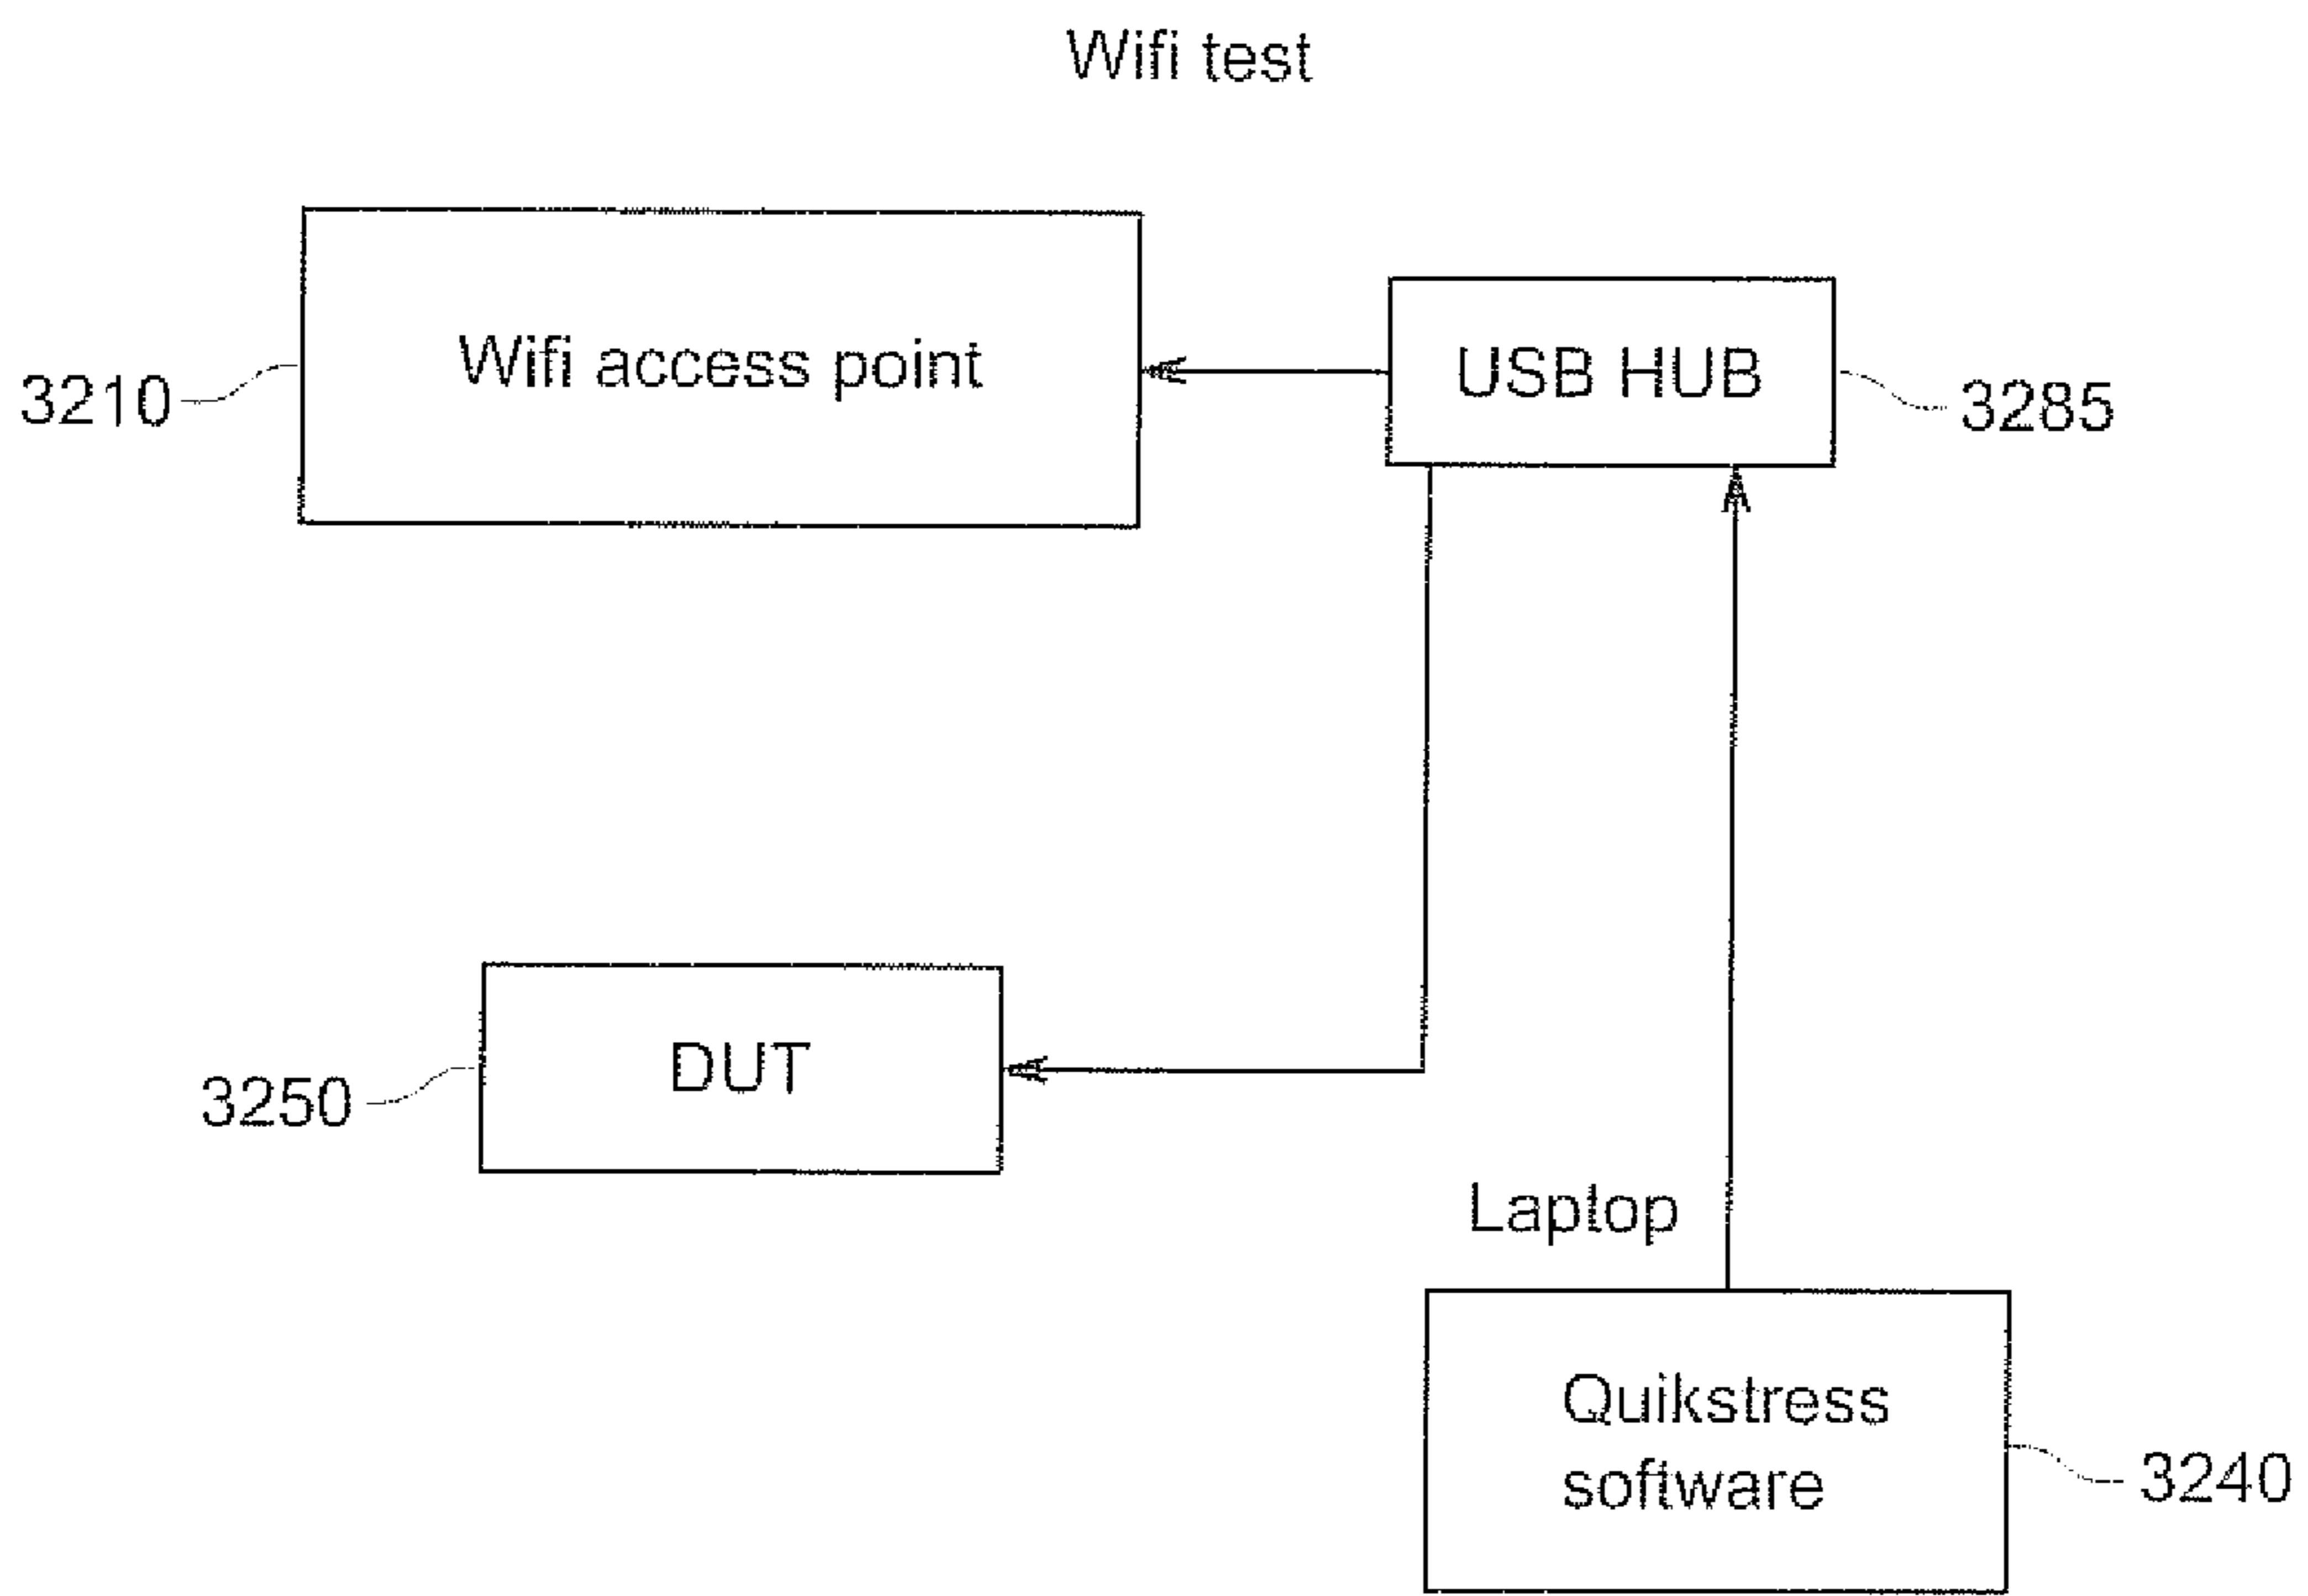 Wifi test
Wifi access point
USB HUB
3210
3285
DUT
3250
Laptop
Quikstress
software
3240